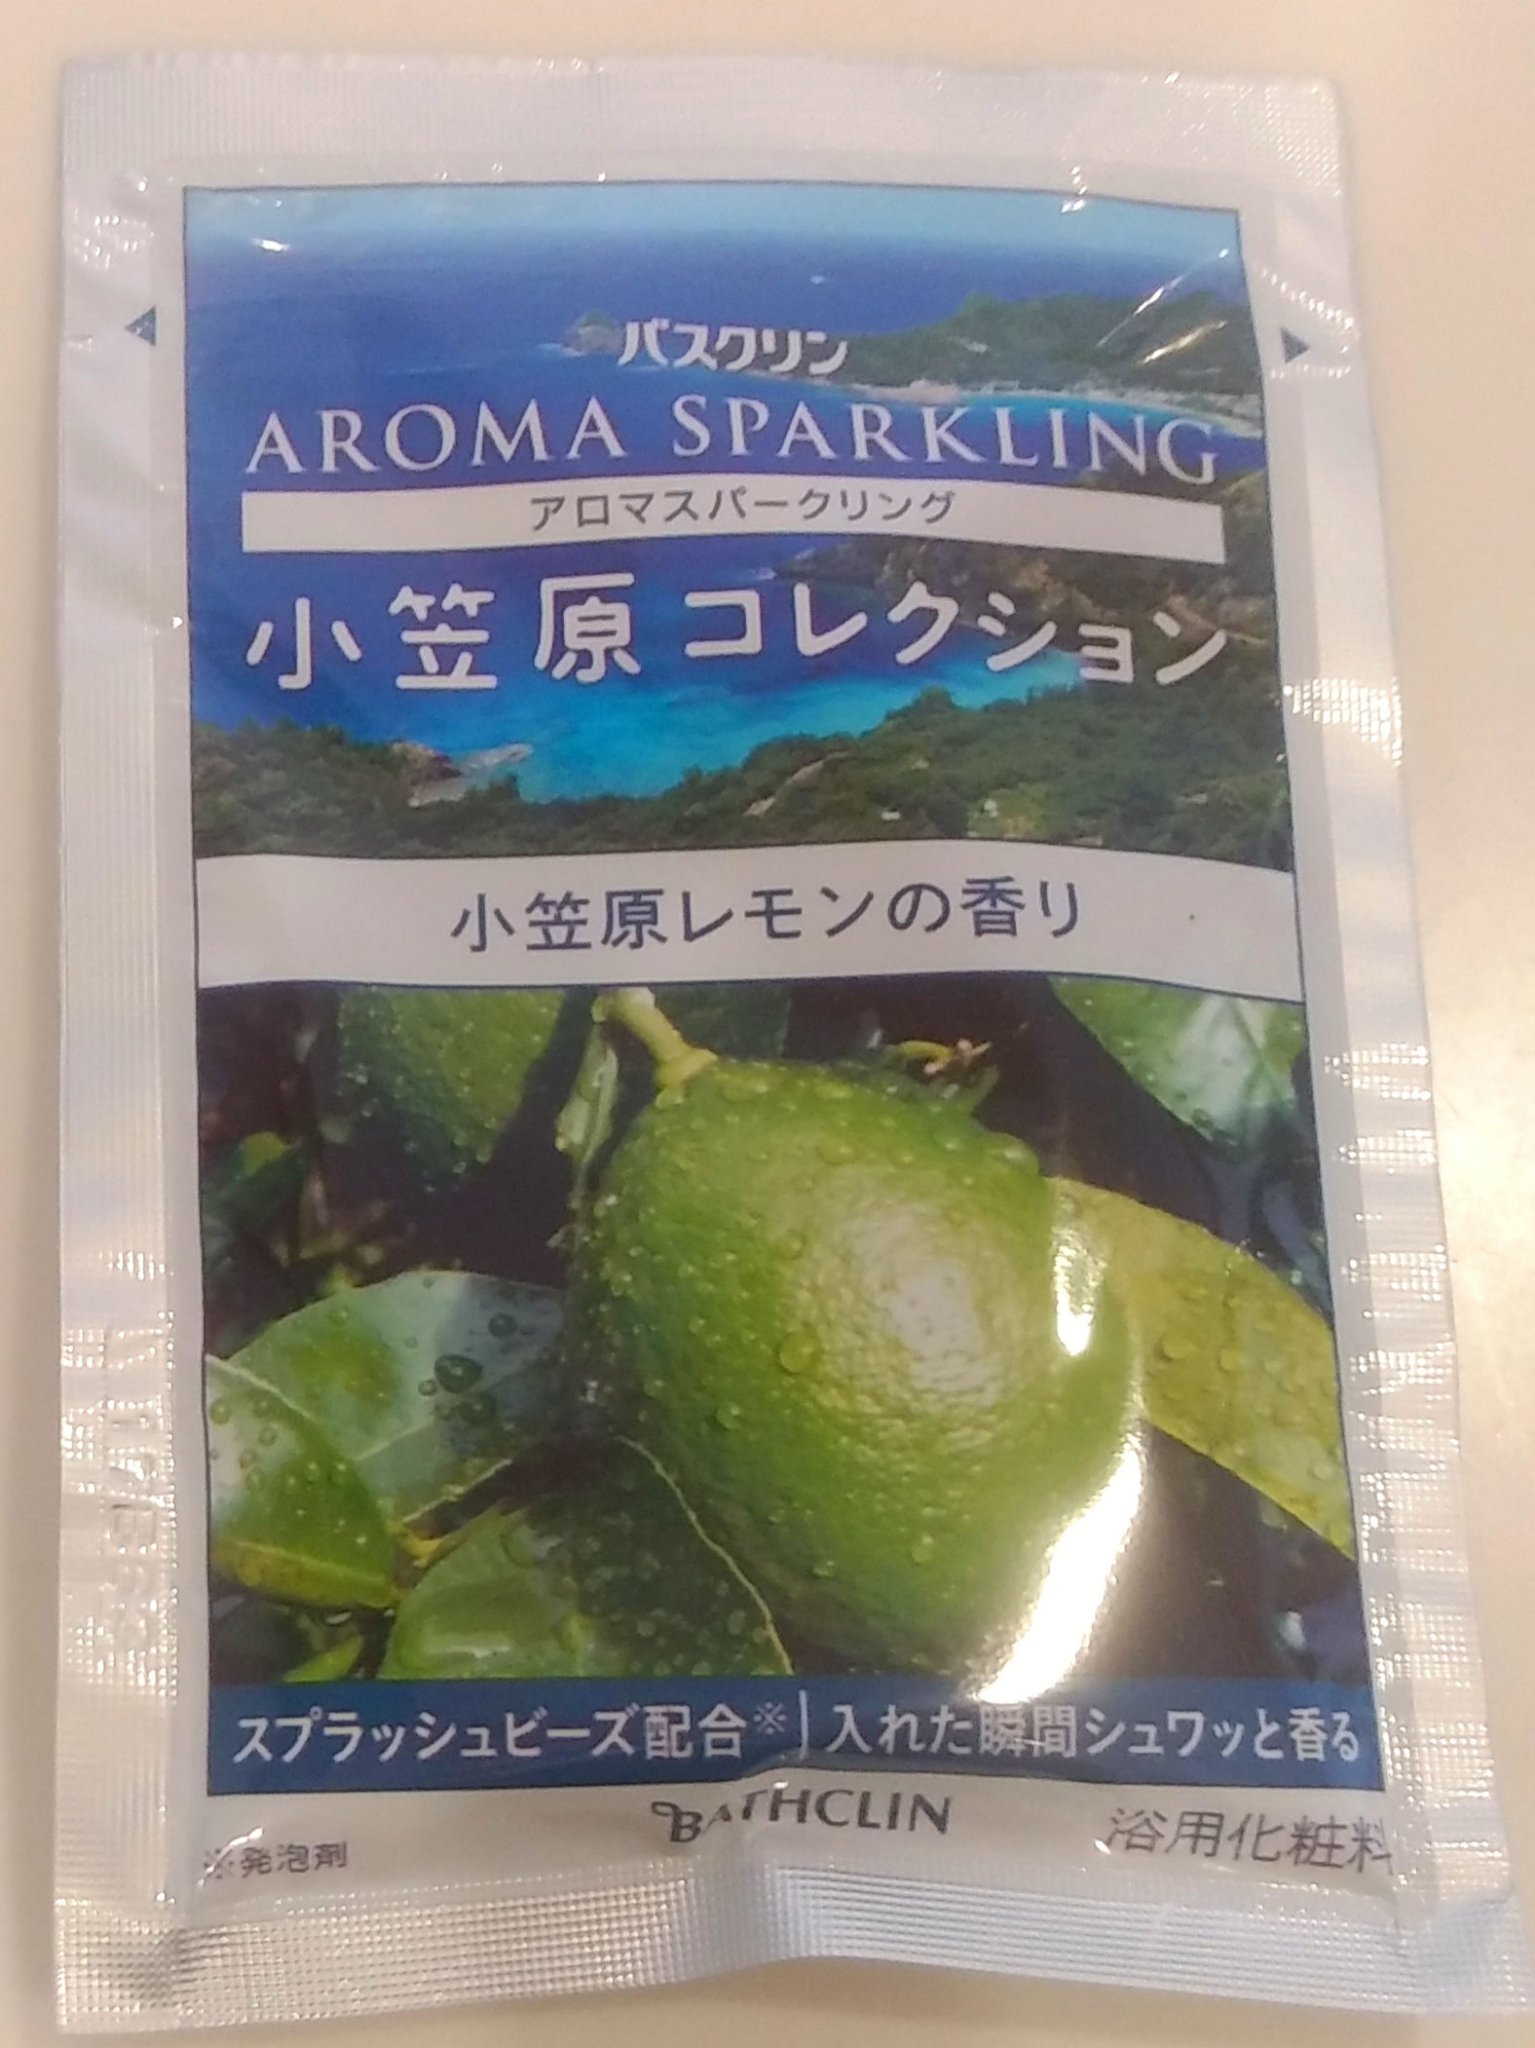 バスクリン
AROMA SPARKLING
アロマスパークリング
小笠原コレクション
小笠原レモンの香り
スプラッシュビーズ配合※｜入れた瞬間シュワッと香る
BATHCLIN
※発泡剤
浴用化粧料